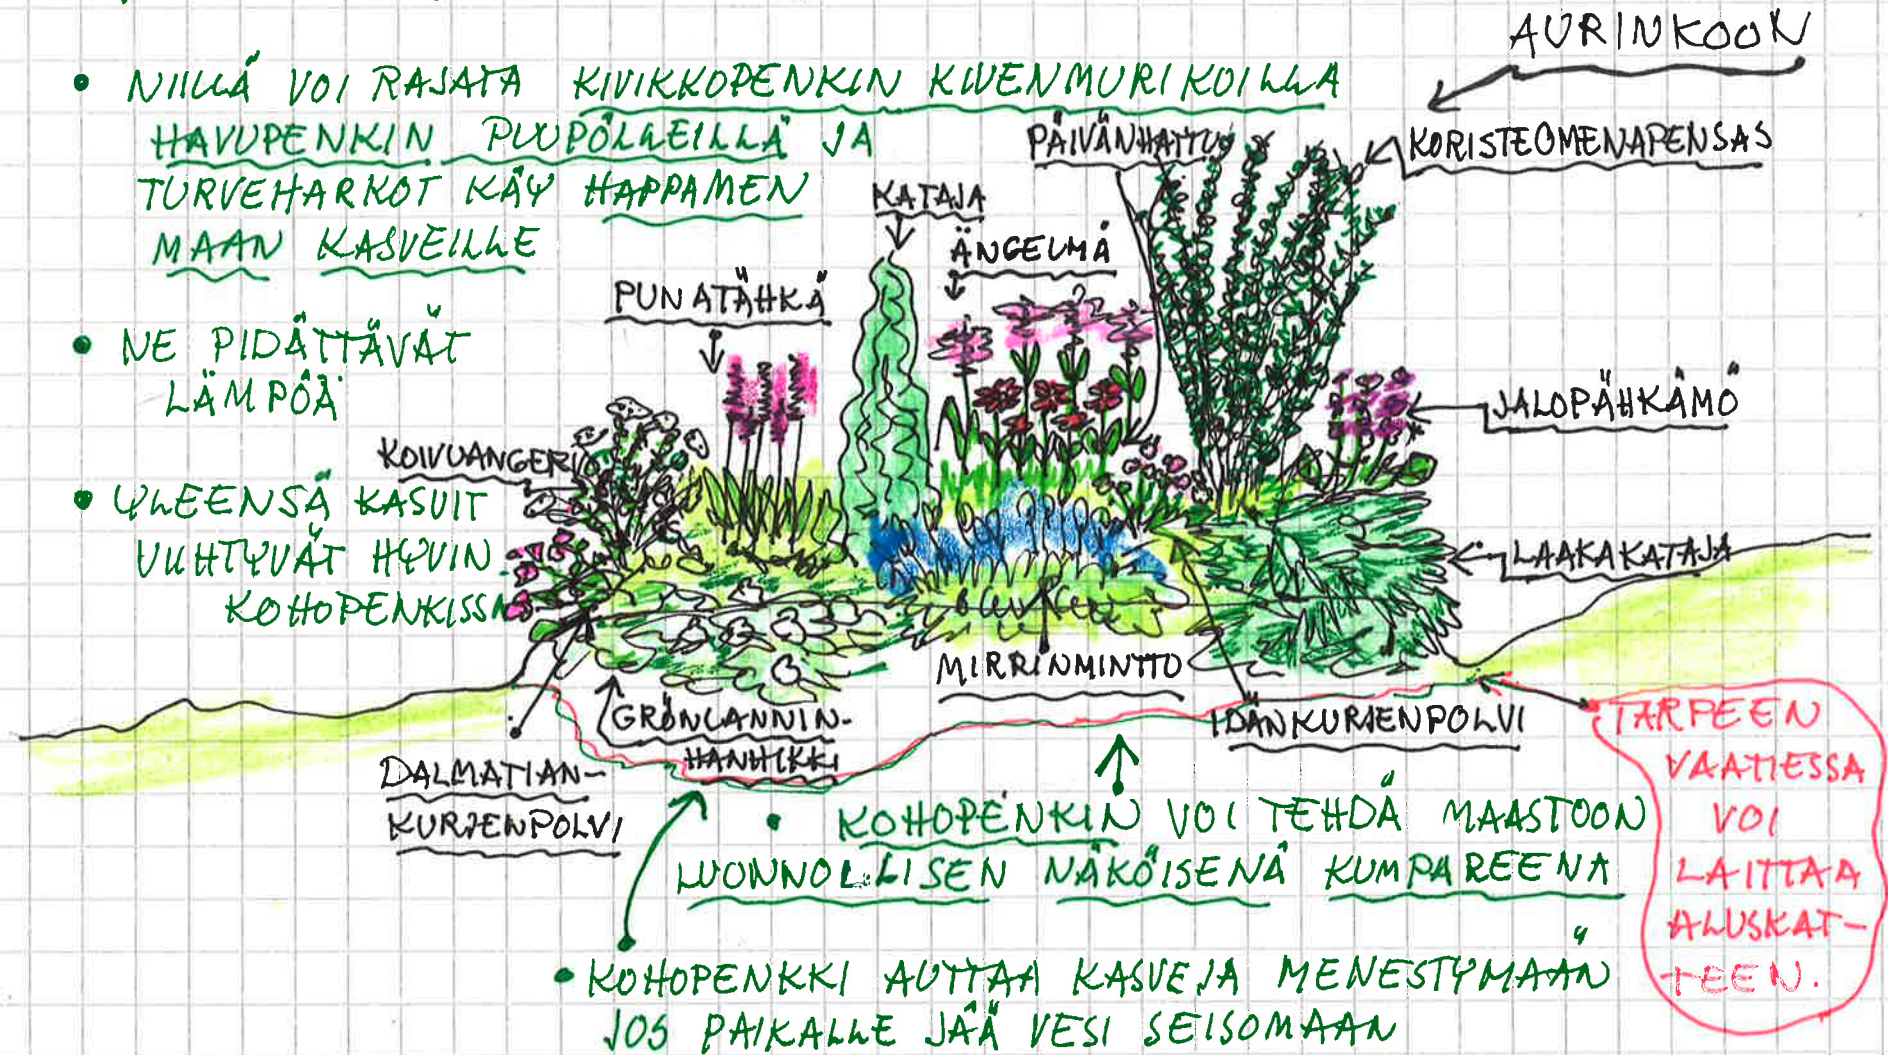 AURINKOON
• NIILLÄ VOI RAJATA KIVIKKOPENKIN KIVENMURIKOILLA
HAVUPENKIN PUUPÖLLEILLÄ JA
TURVEHARKOT KÄY HAPPAMEN
MAAN KASVEILLE
PÄIVÄNHATTU
KORISTEOMENAPENSAS
KATAJA
ÄNGELMÄ
PUNATÄHKÄ
• NE PIDÄTTÄVÄT
LÄMPÖÄ
JALOPÄHKÄMÖ
KOIVUANGERVO
• YLEENSÄ KASVIT
VIIHTYVÄT HYVIN
KOHOPENKISSÄ
LAAKAKATAJA
MIRRINMINTTO
GRÖNLANNIN-
HANHIKKI
IDÄNKURJENPOLVI
DALMATIAN-
KURJENPOLVI
TARPEEN
VAATIESSA
VOI
LAITTAA
ALUSKAT-
TEEN.
• KOHOPENKIN VOI TEHDÄ MAASTOON
LUONNOLLISEN NÄKÖISENÄ KUMPAREENA
• KOHOPENKKI AUTTAA KASVEJA MENESTYMÄÄN
JOS PAIKALLE JÄÄ VESI SEISOMAAN